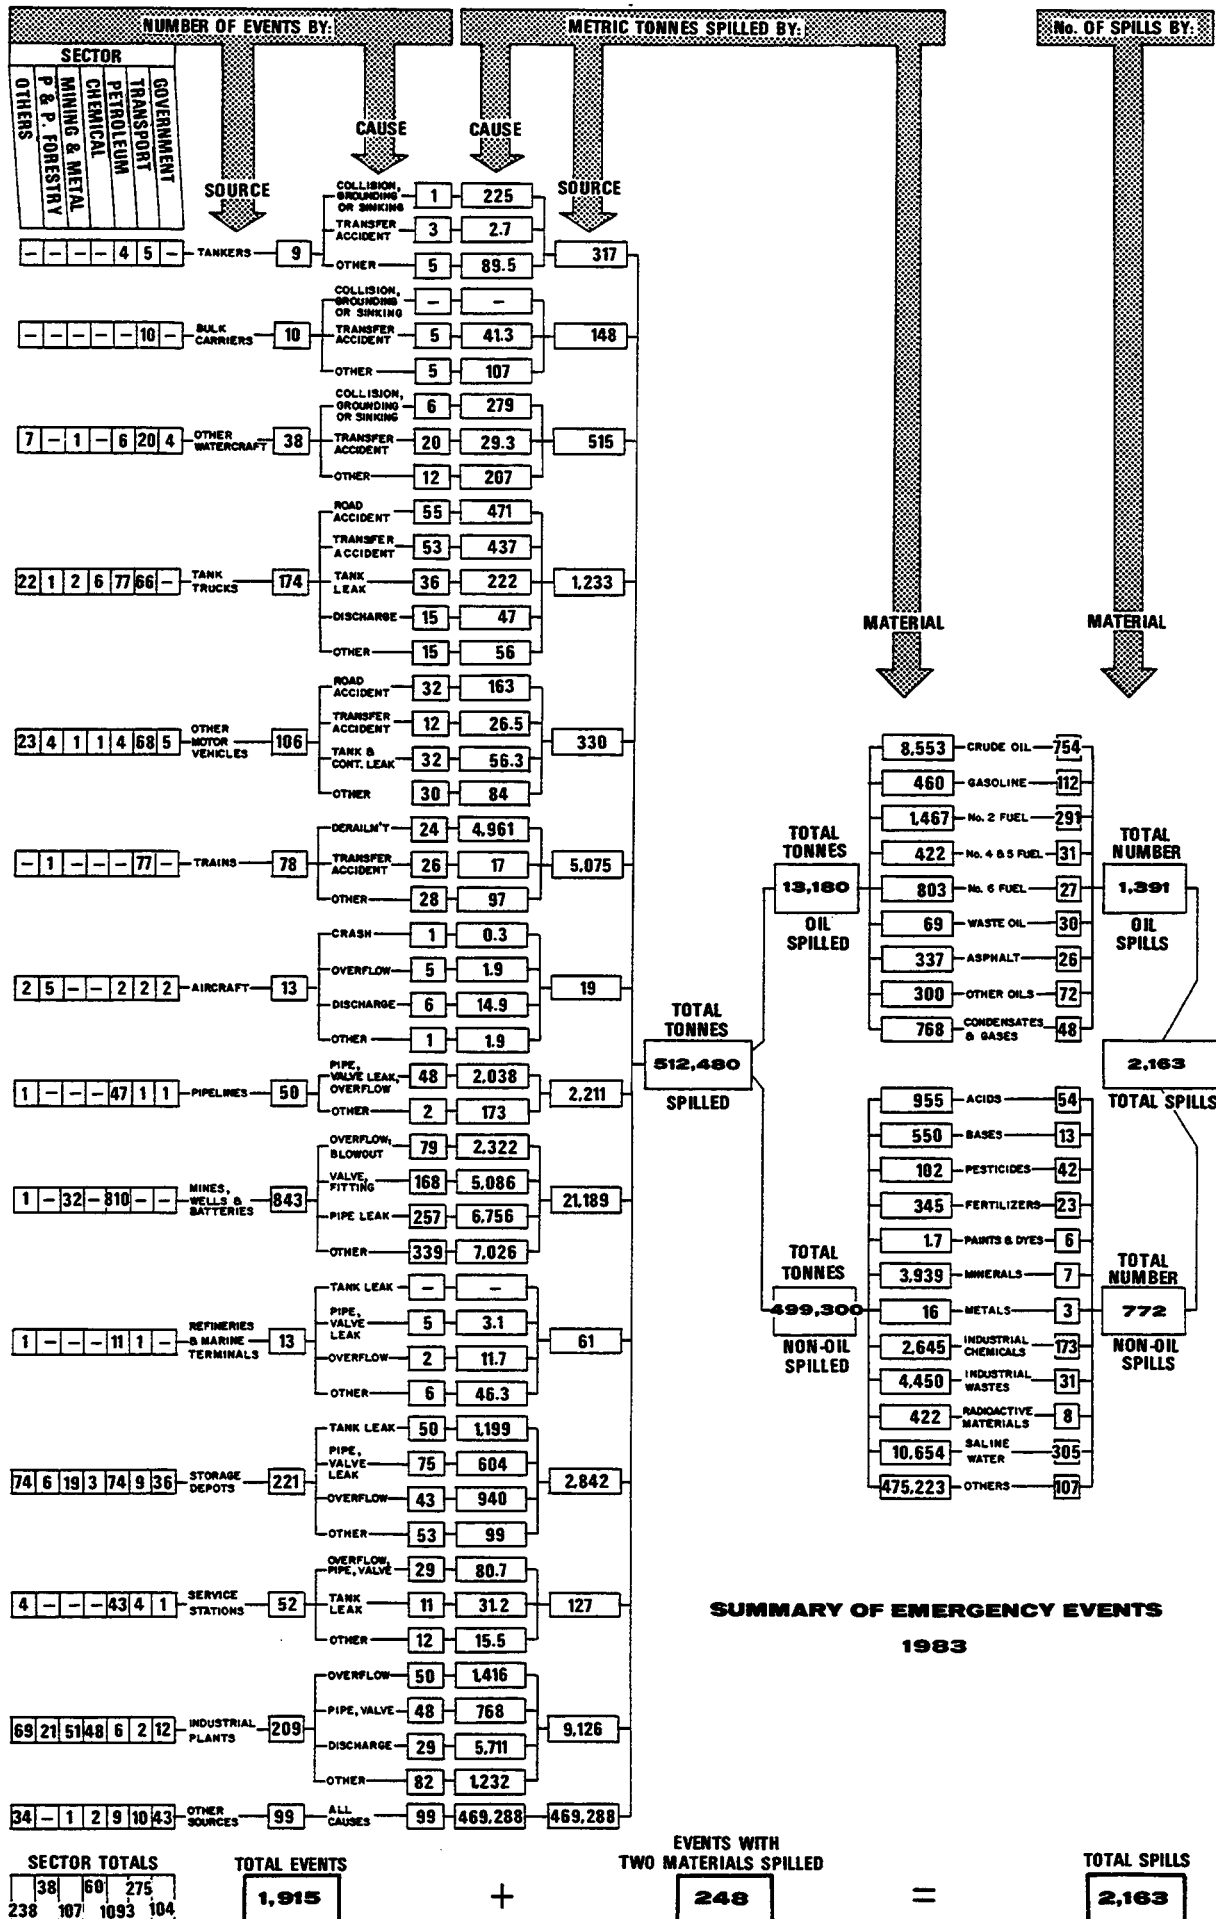 NUMBER OF EVENTS BY:
METRIC TONNES SPILLED BY:
No. OF SPILLS BY:
SECTOR
OTHERS
P & P. FORESTRY
MINING & METAL
CHEMICAL
PETROLEUM
TRANSPORT
GOVERNMENT
SOURCE
CAUSE
CAUSE
SOURCE
MATERIAL
MATERIAL
– – – – 4 5 – TANKERS 9
COLLISION, GROUNDING OR SINKING 1 225
TRANSFER ACCIDENT 3 2.7
OTHER 5 89.5
317
– – – – – 10 – BULK CARRIERS 10
COLLISION, GROUNDING OR SINKING – –
TRANSFER ACCIDENT 5 41.3
OTHER 5 107
148
7 – 1 – 6 20 4 OTHER WATERCRAFT 38
COLLISION, GROUNDING OR SINKING 6 279
TRANSFER ACCIDENT 20 29.3
OTHER 12 207
515
22 1 2 6 77 66 – TANK TRUCKS 174
ROAD ACCIDENT 55 471
TRANSFER ACCIDENT 53 437
TANK LEAK 36 222
DISCHARGE 15 47
OTHER 15 56
1,233
23 4 1 1 4 68 5 OTHER MOTOR VEHICLES 106
ROAD ACCIDENT 32 163
TRANSFER ACCIDENT 12 26.5
TANK & CONT. LEAK 32 56.3
OTHER 30 84
330
– 1 – – – 77 – TRAINS 78
DERAILM'T 24 4,961
TRANSFER ACCIDENT 26 17
OTHER 28 97
5,075
2 5 – – 2 2 2 AIRCRAFT 13
CRASH 1 0.3
OVERFLOW 5 1.9
DISCHARGE 6 14.9
OTHER 1 1.9
19
1 – – – 47 1 1 PIPELINES 50
PIPE, VALVE LEAK, OVERFLOW 48 2,038
OTHER 2 173
2,211
1 – 32 – 810 – – MINES, WELLS & BATTERIES 843
OVERFLOW, BLOWOUT 79 2,322
VALVE, FITTING 168 5,086
PIPE LEAK 257 6,756
OTHER 339 7,026
21,189
1 – – – 11 1 – REFINERIES & MARINE TERMINALS 13
TANK LEAK – –
PIPE, VALVE LEAK 5 3.1
OVERFLOW 2 11.7
OTHER 6 46.3
61
74 6 19 3 74 9 36 STORAGE DEPOTS 221
TANK LEAK 50 1,199
PIPE, VALVE LEAK 75 604
OVERFLOW 43 940
OTHER 53 99
2,842
4 – – – 43 4 1 SERVICE STATIONS 52
OVERFLOW, PIPE, VALVE 29 80.7
TANK LEAK 11 31.2
OTHER 12 15.5
127
69 21 51 48 6 2 12 INDUSTRIAL PLANTS 209
OVERFLOW 50 1,416
PIPE, VALVE 48 768
DISCHARGE 29 5,711
OTHER 82 1,232
9,126
34 – 1 2 9 10 43 OTHER SOURCES 99
ALL CAUSES 99 469,288 469,288
TOTAL TONNES
512,480
SPILLED
TOTAL TONNES
13,180
OIL SPILLED
8,553 CRUDE OIL 754
460 GASOLINE 112
1,467 No. 2 FUEL 291
422 No. 4 & 5 FUEL 31
803 No. 6 FUEL 27
69 WASTE OIL 30
337 ASPHALT 26
300 OTHER OILS 72
768 CONDENSATES & GASES 48
TOTAL NUMBER
1,391
OIL SPILLS
2,163
TOTAL SPILLS
TOTAL TONNES
499,300
NON-OIL SPILLED
955 ACIDS 54
550 BASES 13
102 PESTICIDES 42
345 FERTILIZERS 23
1.7 PAINTS & DYES 6
3,939 MINERALS 7
16 METALS 3
2,645 INDUSTRIAL CHEMICALS 173
4,450 INDUSTRIAL WASTES 31
422 RADIOACTIVE MATERIALS 8
10,654 SALINE WATER 305
475,223 OTHERS 107
TOTAL NUMBER
772
NON-OIL SPILLS
SUMMARY OF EMERGENCY EVENTS
1983
SECTOR TOTALS
38 60 275
238 107 1093 104
TOTAL EVENTS
1,915
+
EVENTS WITH
TWO MATERIALS SPILLED
248
=
TOTAL SPILLS
2,163